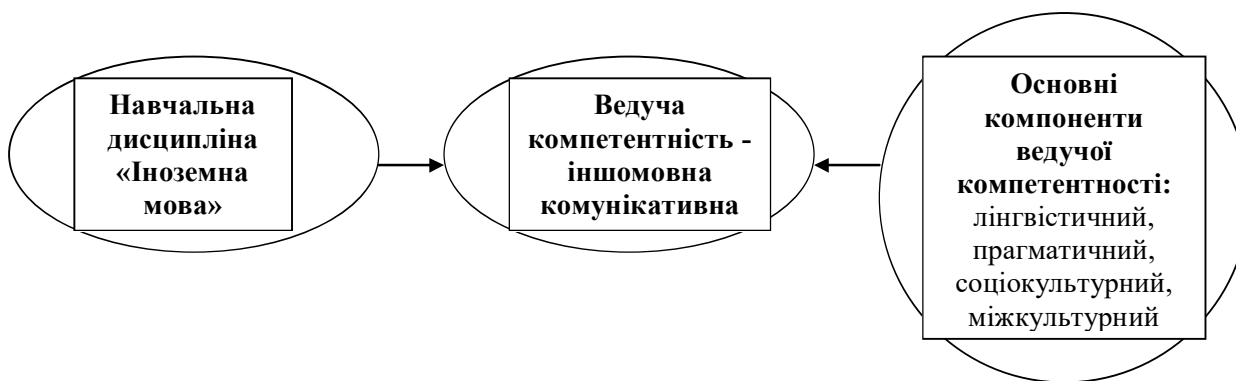 Навчальна
дисципліна
«Іноземна
мова»
Ведуча
компетентність -
іншомовна
комунікативна
Основні
компоненти
ведучої
компетентності:
лінгвістичний,
прагматичний,
соціокультурний,
міжкультурний